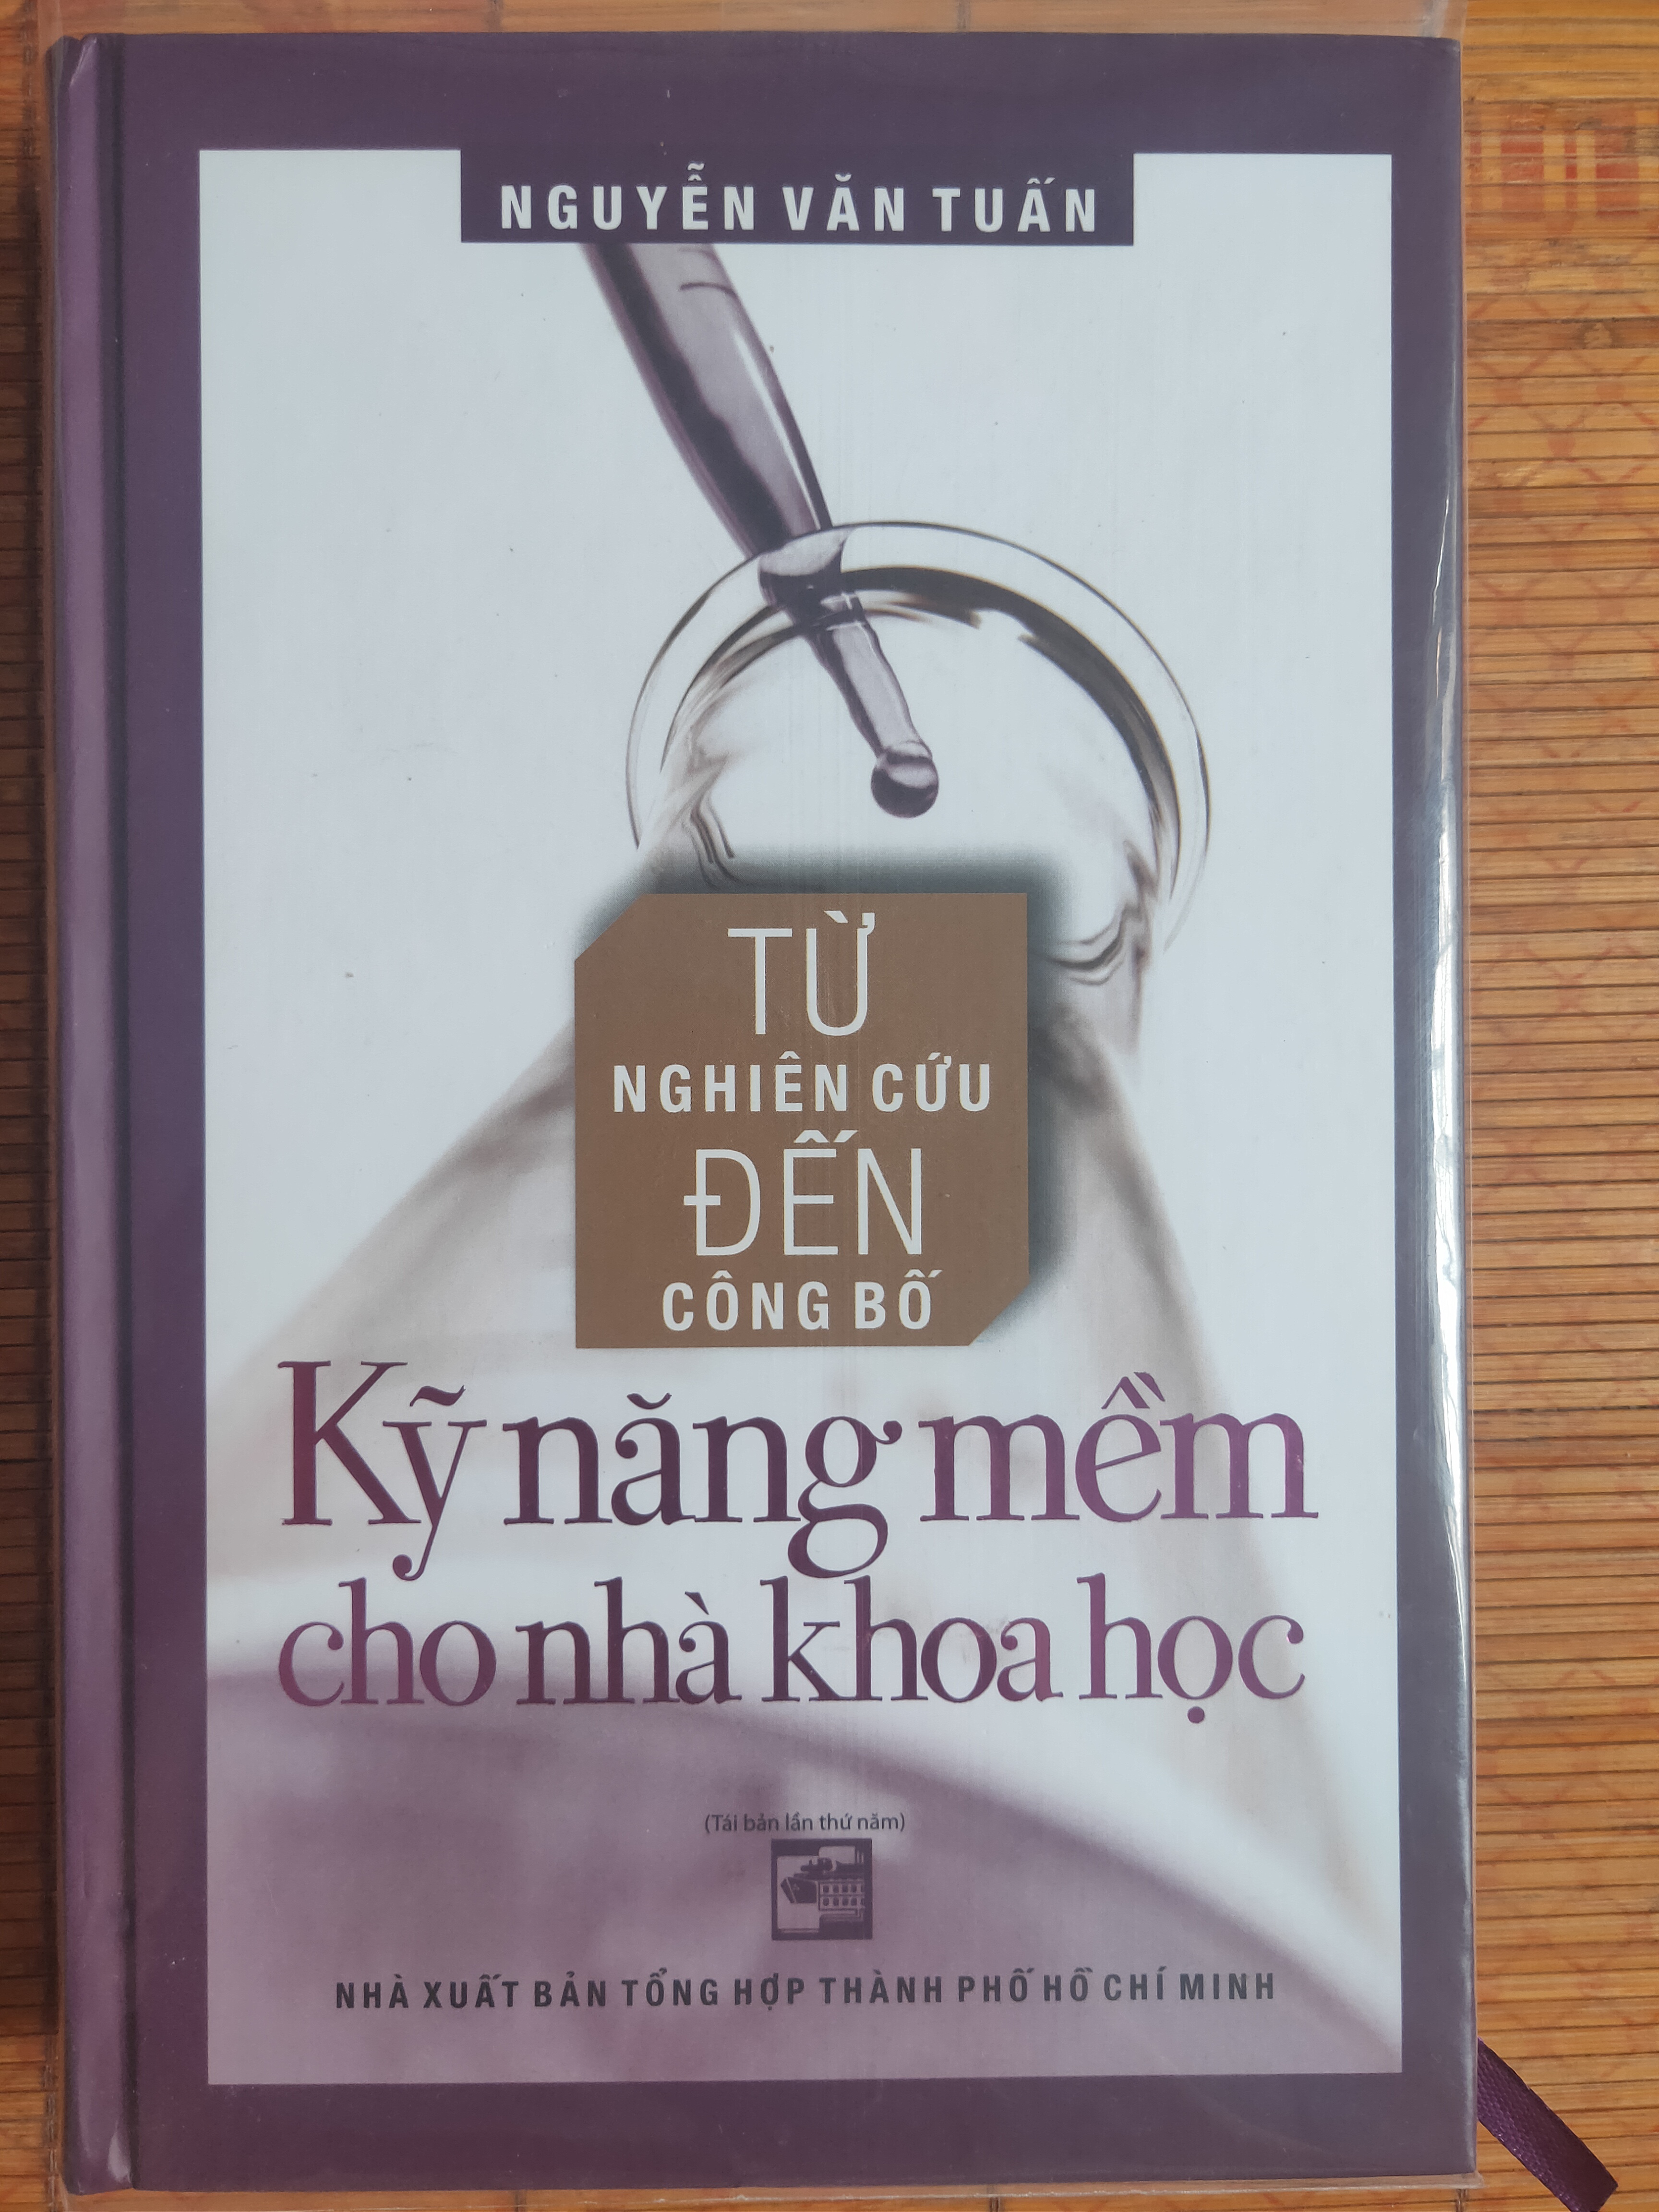 NGUYỄN VĂN TUẤN
TỪ
NGHIÊN CỨU
ĐẾN
CÔNG BỐ
Kỹ năng mềm
cho nhà khoa học
(Tái bản lần thứ năm)
NHÀ XUẤT BẢN TỔNG HỢP THÀNH PHỐ HỒ CHÍ MINH